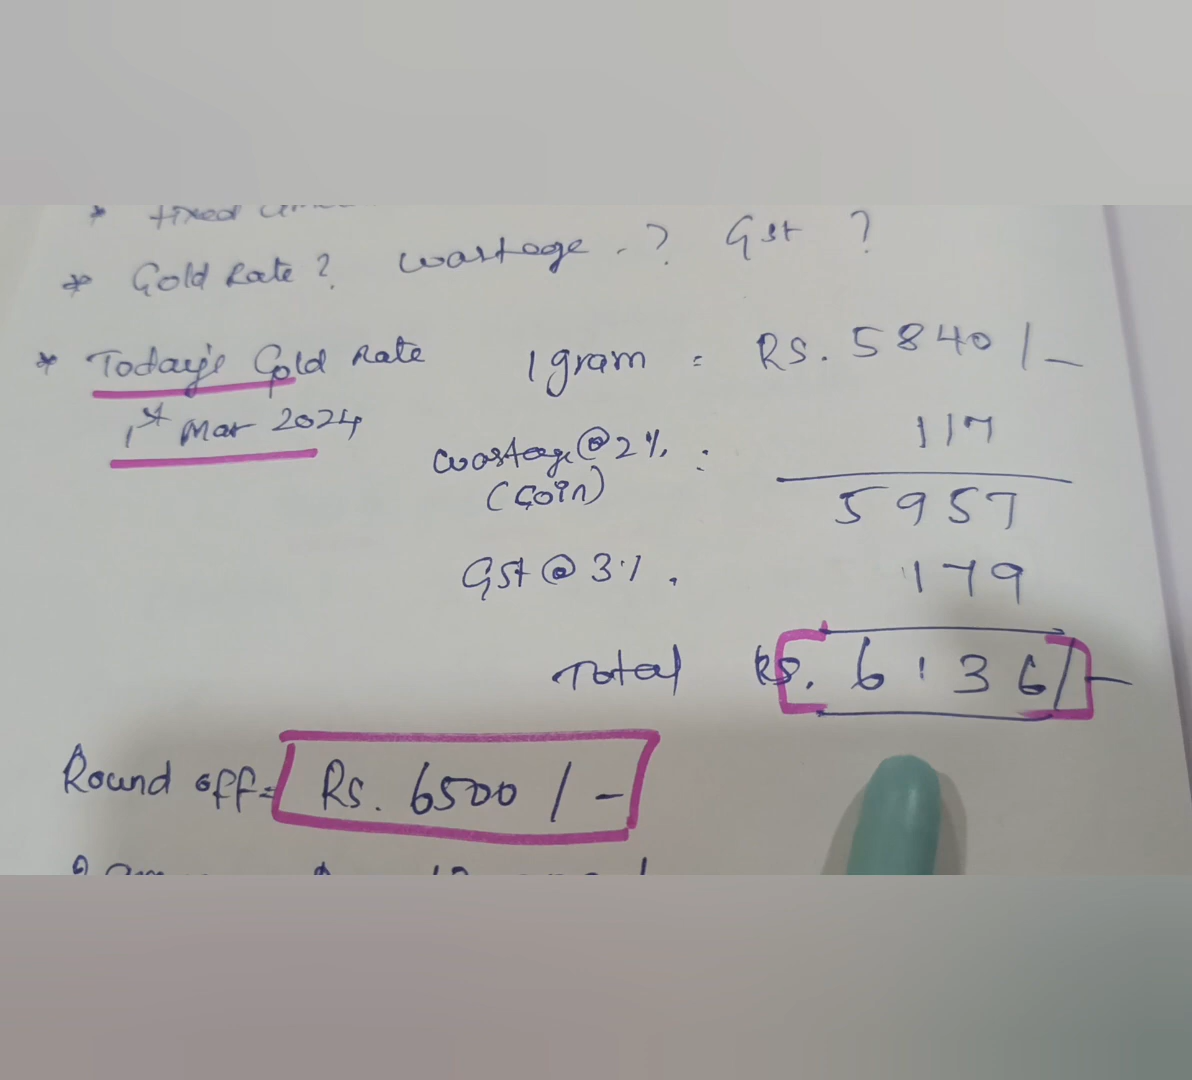 * fixed
* Gold Rate ? wastage - ? Gst ?
* Today's Gold Rate 1 gram = RS. 5840/-
1st Mar 2024
wastage @ 2% : 117
(coin)
5957
Gst @ 3% . 179
Total Rs. 6136/-
Round off = Rs. 6500/-